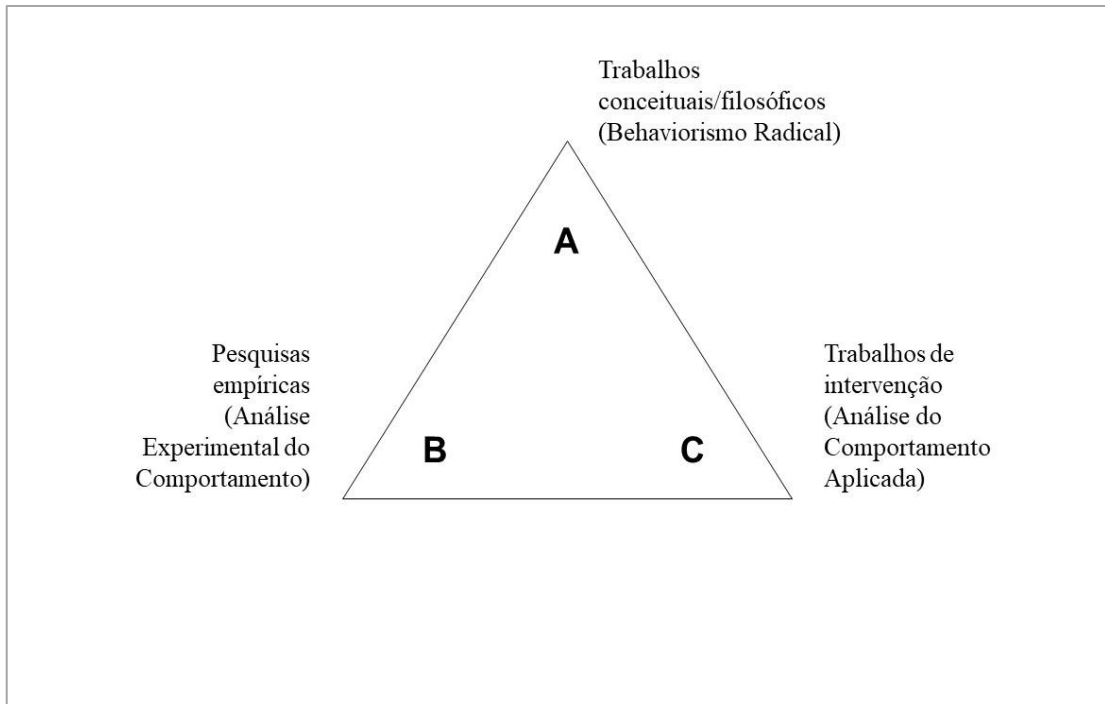 Trabalhos
conceituais/filosóficos
(Behaviorismo Radical)
A
Pesquisas
empíricas
(Análise
Experimental do
Comportamento)
B
C
Trabalhos de
intervenção
(Análise do
Comportamento
Aplicada)